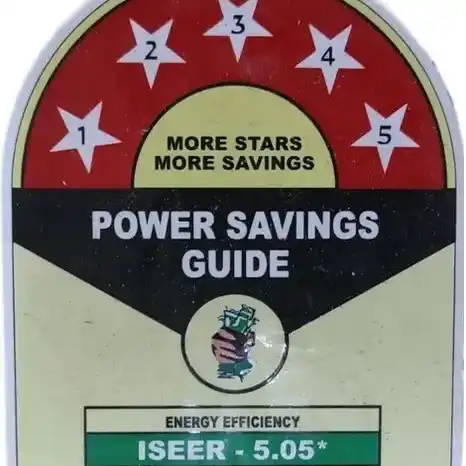 1
2
3
4
5
MORE STARS
MORE SAVINGS
POWER SAVINGS
GUIDE
ENERGY EFFICIENCY
ISEER - 5.05*